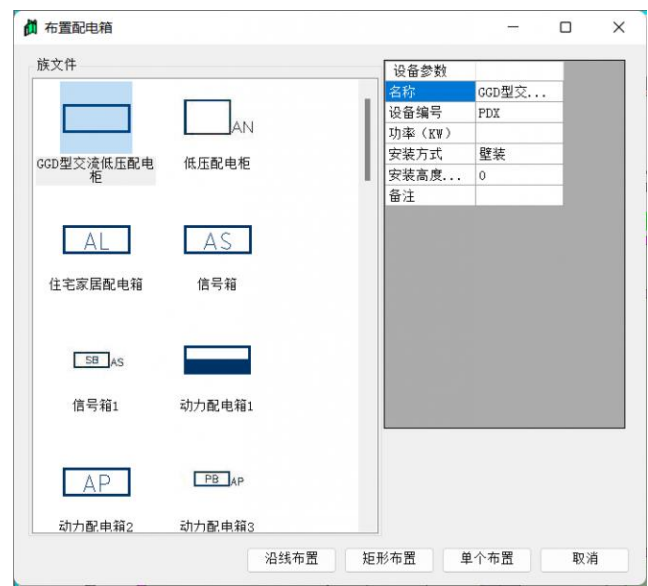 布置配电箱
族文件
GGD型交流低压配电
柜
AN
低压配电柜
AL
住宅家居配电箱
AS
信号箱
SB AS
信号箱1
动力配电箱1
AP
动力配电箱2
PB AP
动力配电箱3
设备参数
名称 GGD型交...
设备编号 PDX
功率（KW）
安装方式 壁装
安装高度... 0
备注
沿线布置 矩形布置 单个布置 取消